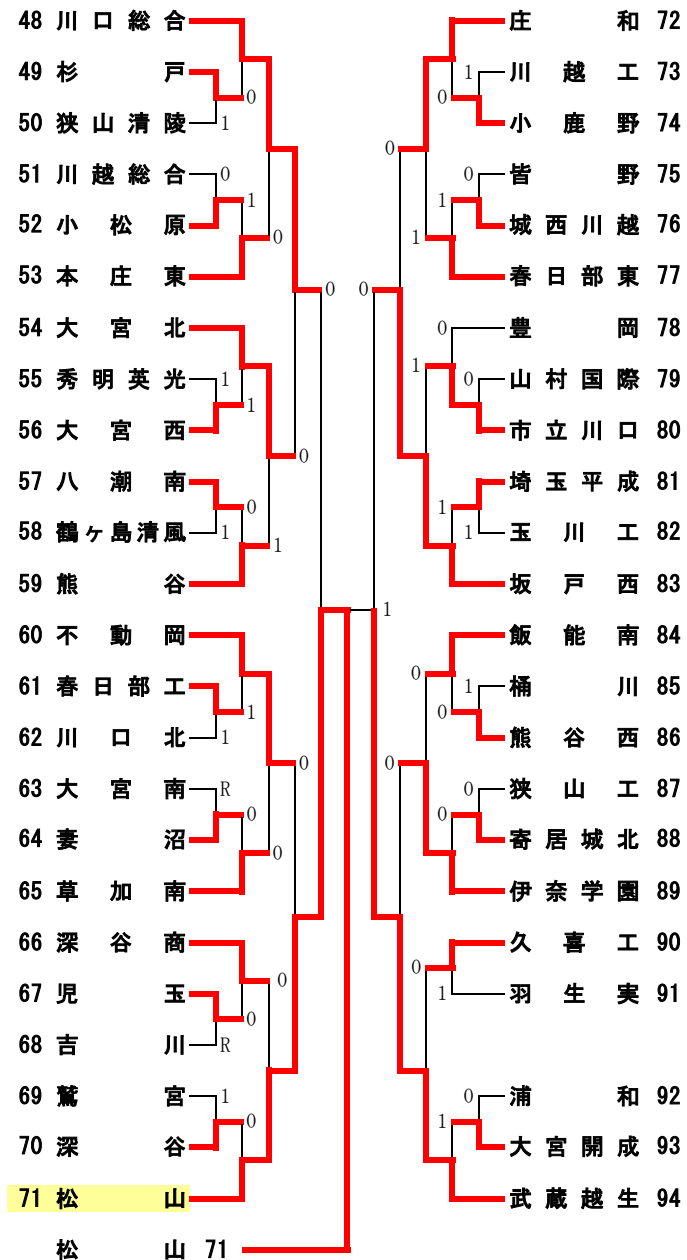 48 川口総合
0
49 杉戸
50 狭山清陵
1
51 川越総合
0
1
52 小松原
0
53 本庄東
0
54 大宮北
55 秀明英光
1
1
56 大宮西
0
57 八潮南
0
58 鶴ヶ島清風
1
1
59 熊谷
60 不動岡
61 春日部工
1
62 川口北
1
0
63 大宮南
R
0
64 妻沼
0
65 草加南
66 深谷商
0
67 児玉
0
68 吉川
R
69 鷲宮
1
0
70 深谷
71 松山
松山 71
庄和 72
1
川越工 73
0
小鹿野 74
0
0
皆野 75
1
城西川越 76
1
春日部東 77
0
0
豊岡 78
1
0
山村国際 79
市立川口 80
埼玉平成 81
1
1
玉川工 82
坂戸西 83
1
飯能南 84
0
1
桶川 85
0
熊谷西 86
0
0
狭山工 87
0
寄居城北 88
伊奈学園 89
久喜工 90
0
1
羽生実 91
0
浦和 92
1
大宮開成 93
武蔵越生 94